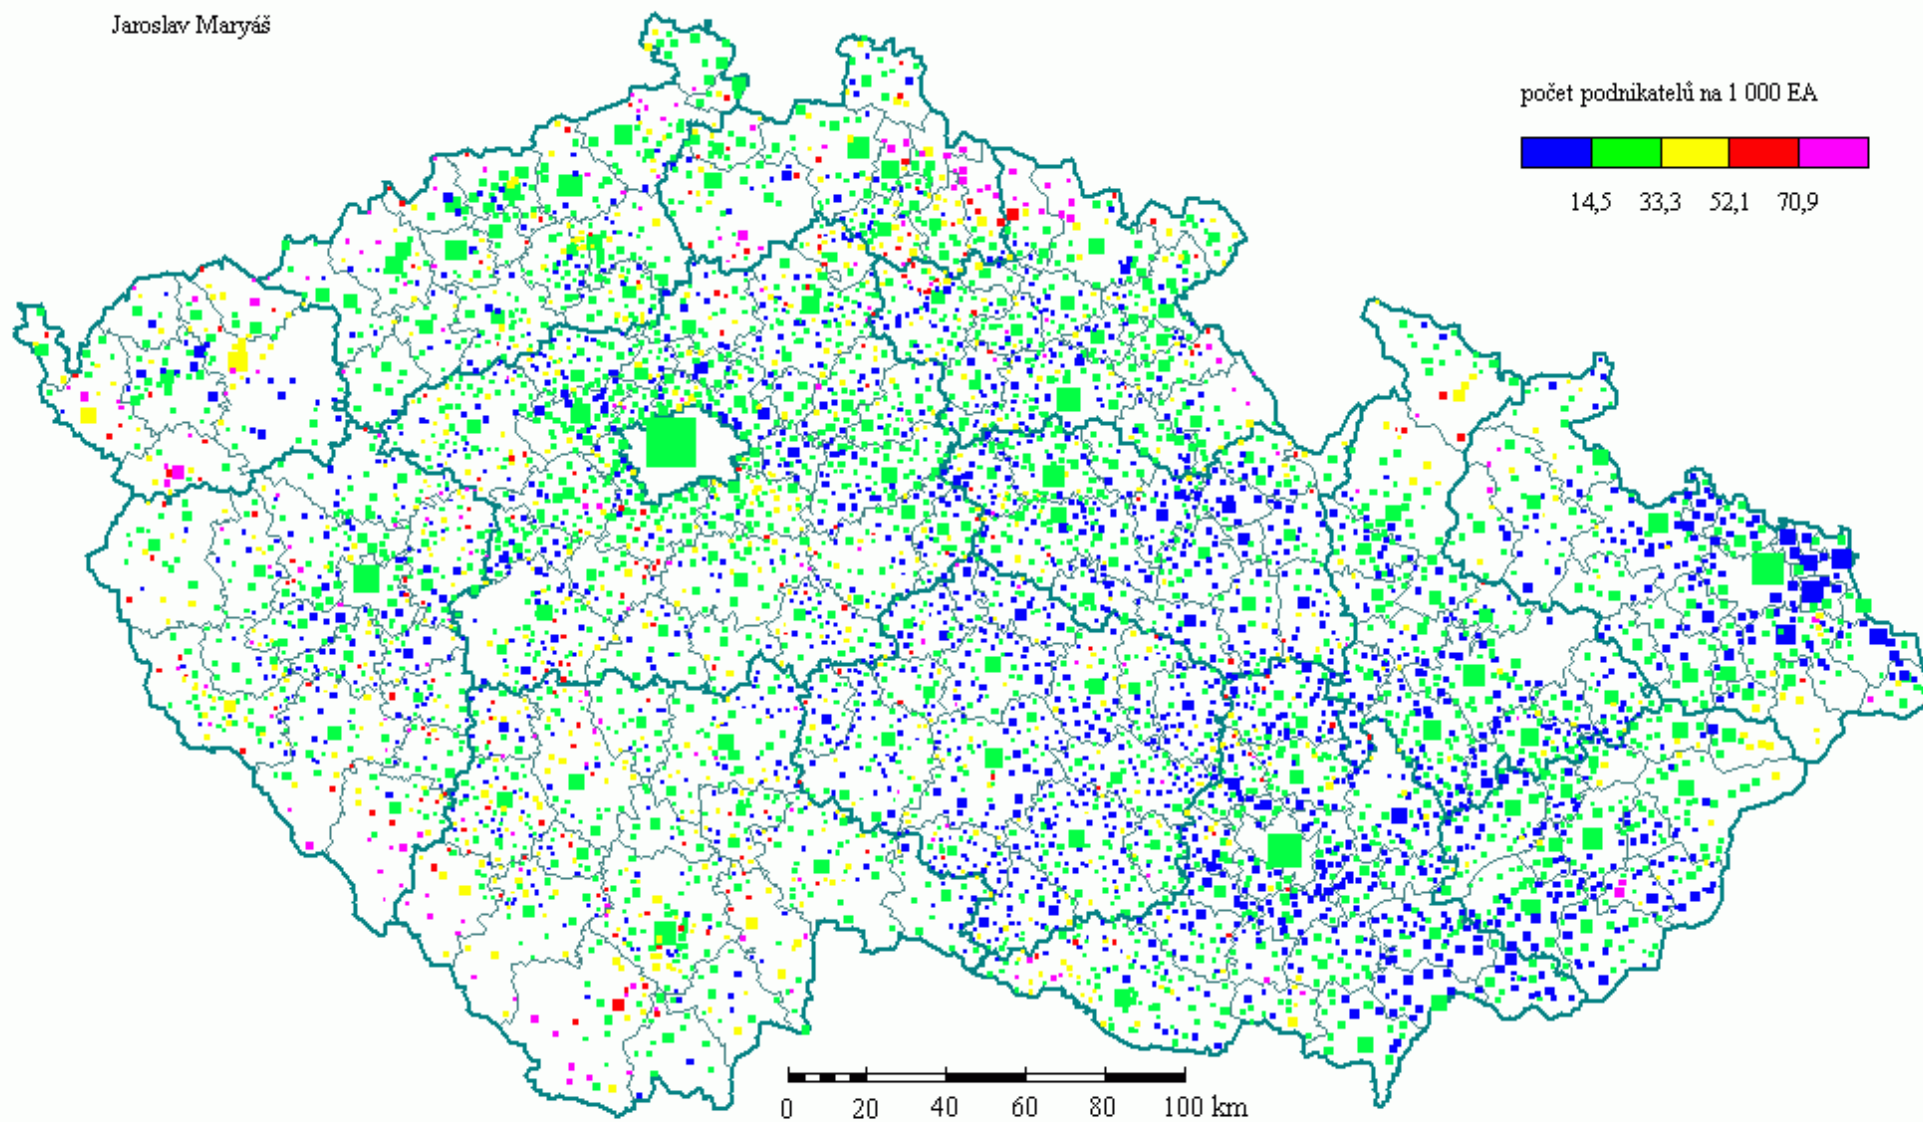 Jaroslav Maryáš
počet podnikatelů na 1 000 EA
14,5 33,3 52,1 70,9
0 20 40 60 80 100 km